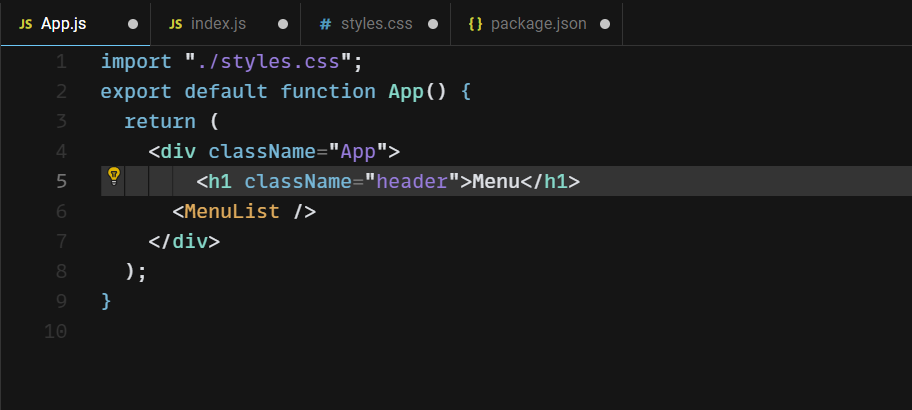 JS App.js JS index.js # styles.css {} package.json
1 import "./styles.css";
2 export default function App() {
3   return (
4     <div className="App">
5         <h1 className="header">Menu</h1>
6       <MenuList />
7     </div>
8   );
9 }
10